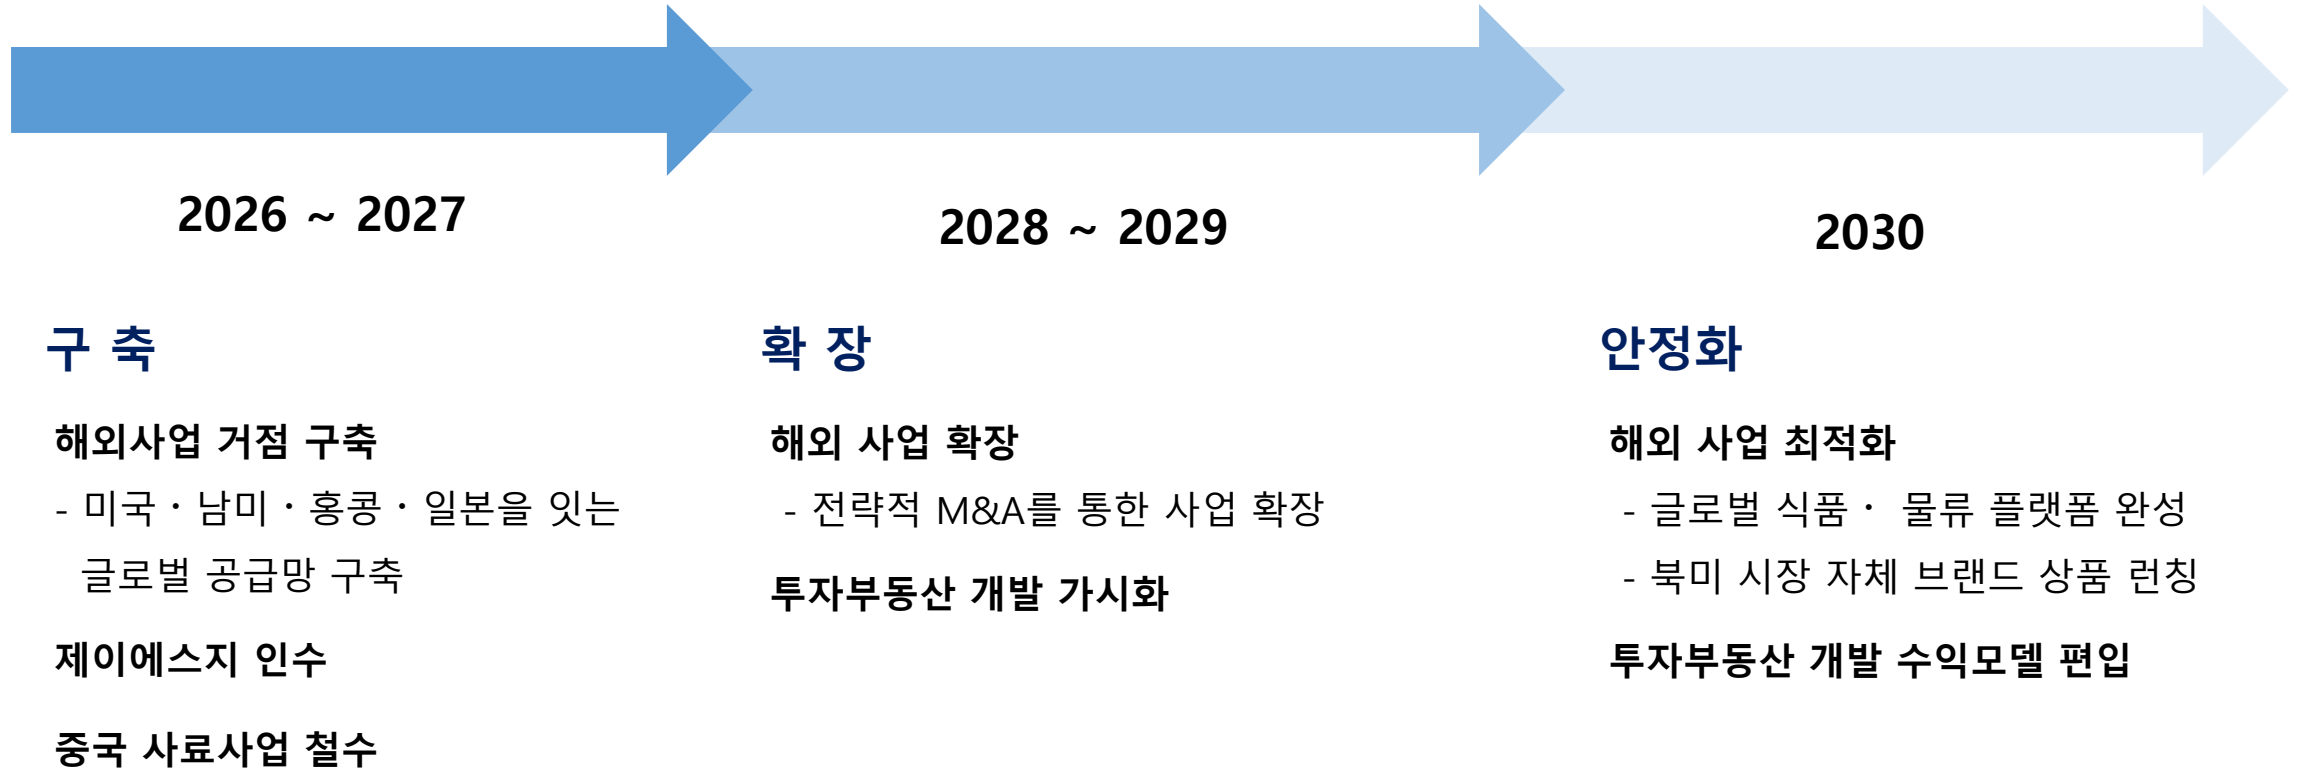 2026 ~ 2027
구 축
해외사업 거점 구축
- 미국・남미・홍콩・일본을 잇는
글로벌 공급망 구축
제이에스지 인수
중국 사료사업 철수
2028 ~ 2029
확 장
해외 사업 확장
- 전략적 M&A를 통한 사업 확장
투자부동산 개발 가시화
2030
안정화
해외 사업 최적화
- 글로벌 식품・ 물류 플랫폼 완성
- 북미 시장 자체 브랜드 상품 런칭
투자부동산 개발 수익모델 편입